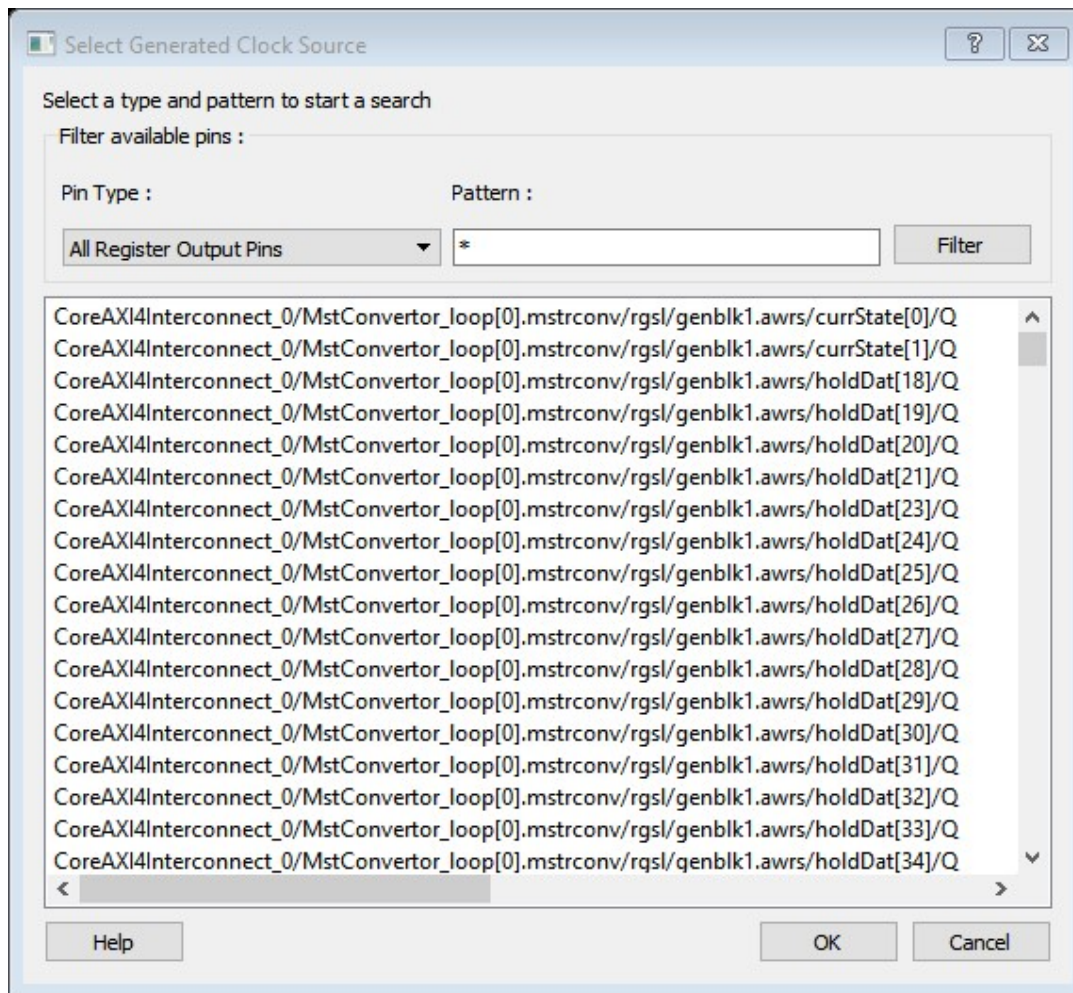 Select Generated Clock Source
Select a type and pattern to start a search
Filter available pins :
Pin Type :
Pattern :
All Register Output Pins
*
Filter
CoreAXI4Interconnect_0/MstConvertor_loop[0].mstrconv/rgsl/genblk1.awrs/currState[0]/Q
CoreAXI4Interconnect_0/MstConvertor_loop[0].mstrconv/rgsl/genblk1.awrs/currState[1]/Q
CoreAXI4Interconnect_0/MstConvertor_loop[0].mstrconv/rgsl/genblk1.awrs/holdDat[18]/Q
CoreAXI4Interconnect_0/MstConvertor_loop[0].mstrconv/rgsl/genblk1.awrs/holdDat[19]/Q
CoreAXI4Interconnect_0/MstConvertor_loop[0].mstrconv/rgsl/genblk1.awrs/holdDat[20]/Q
CoreAXI4Interconnect_0/MstConvertor_loop[0].mstrconv/rgsl/genblk1.awrs/holdDat[21]/Q
CoreAXI4Interconnect_0/MstConvertor_loop[0].mstrconv/rgsl/genblk1.awrs/holdDat[23]/Q
CoreAXI4Interconnect_0/MstConvertor_loop[0].mstrconv/rgsl/genblk1.awrs/holdDat[24]/Q
CoreAXI4Interconnect_0/MstConvertor_loop[0].mstrconv/rgsl/genblk1.awrs/holdDat[25]/Q
CoreAXI4Interconnect_0/MstConvertor_loop[0].mstrconv/rgsl/genblk1.awrs/holdDat[26]/Q
CoreAXI4Interconnect_0/MstConvertor_loop[0].mstrconv/rgsl/genblk1.awrs/holdDat[27]/Q
CoreAXI4Interconnect_0/MstConvertor_loop[0].mstrconv/rgsl/genblk1.awrs/holdDat[28]/Q
CoreAXI4Interconnect_0/MstConvertor_loop[0].mstrconv/rgsl/genblk1.awrs/holdDat[29]/Q
CoreAXI4Interconnect_0/MstConvertor_loop[0].mstrconv/rgsl/genblk1.awrs/holdDat[30]/Q
CoreAXI4Interconnect_0/MstConvertor_loop[0].mstrconv/rgsl/genblk1.awrs/holdDat[31]/Q
CoreAXI4Interconnect_0/MstConvertor_loop[0].mstrconv/rgsl/genblk1.awrs/holdDat[32]/Q
CoreAXI4Interconnect_0/MstConvertor_loop[0].mstrconv/rgsl/genblk1.awrs/holdDat[33]/Q
CoreAXI4Interconnect_0/MstConvertor_loop[0].mstrconv/rgsl/genblk1.awrs/holdDat[34]/Q
Help
OK
Cancel